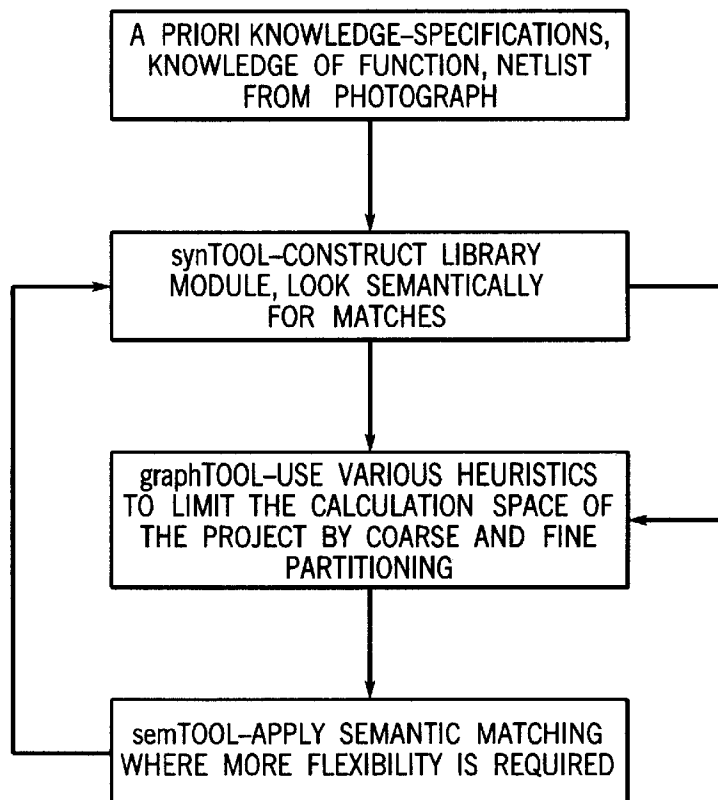 A PRIORI KNOWLEDGE–SPECIFICATIONS,
KNOWLEDGE OF FUNCTION, NETLIST
FROM PHOTOGRAPH
synTOOL–CONSTRUCT LIBRARY
MODULE, LOOK SEMANTICALLY
FOR MATCHES
graphTOOL–USE VARIOUS HEURISTICS
TO LIMIT THE CALCULATION SPACE OF
THE PROJECT BY COARSE AND FINE
PARTITIONING
semTOOL–APPLY SEMANTIC MATCHING
WHERE MORE FLEXIBILITY IS REQUIRED